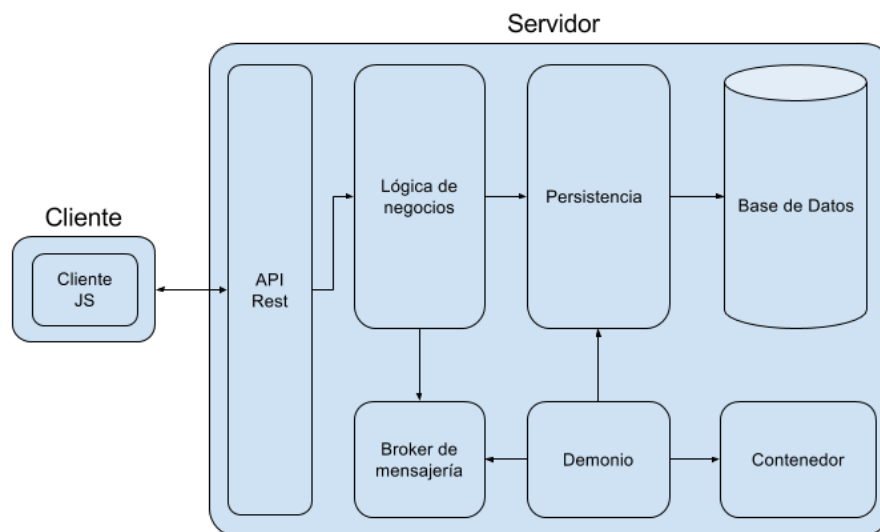 Servidor
Cliente
Cliente
JS
API
Rest
Lógica de
negocios
Persistencia
Base de Datos
Broker de
mensajería
Demonio
Contenedor